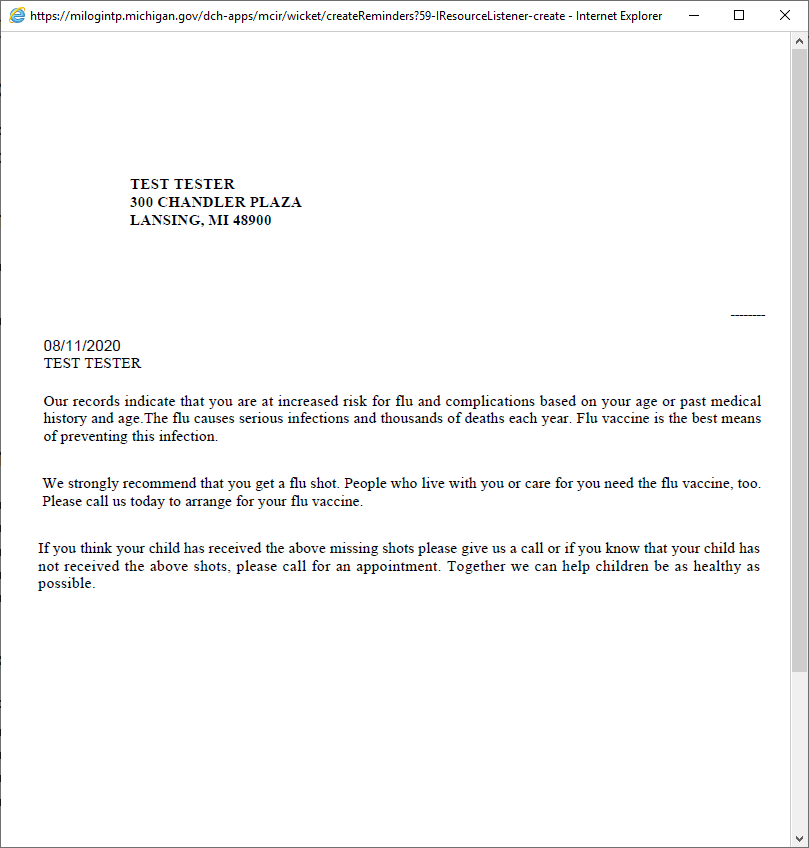 https://milogintp.michigan.gov/dch-apps/mcir/wicket/createReminders?59-IResourceListener-create - Internet Explorer
TEST TESTER
300 CHANDLER PLAZA
LANSING, MI 48900
--------
08/11/2020
TEST TESTER
Our records indicate that you are at increased risk for flu and complications based on your age or past medical
history and age.The flu causes serious infections and thousands of deaths each year. Flu vaccine is the best means
of preventing this infection.
We strongly recommend that you get a flu shot. People who live with you or care for you need the flu vaccine, too.
Please call us today to arrange for your flu vaccine.
If you think your child has received the above missing shots please give us a call or if you know that your child has
not received the above shots, please call for an appointment. Together we can help children be as healthy as
possible.